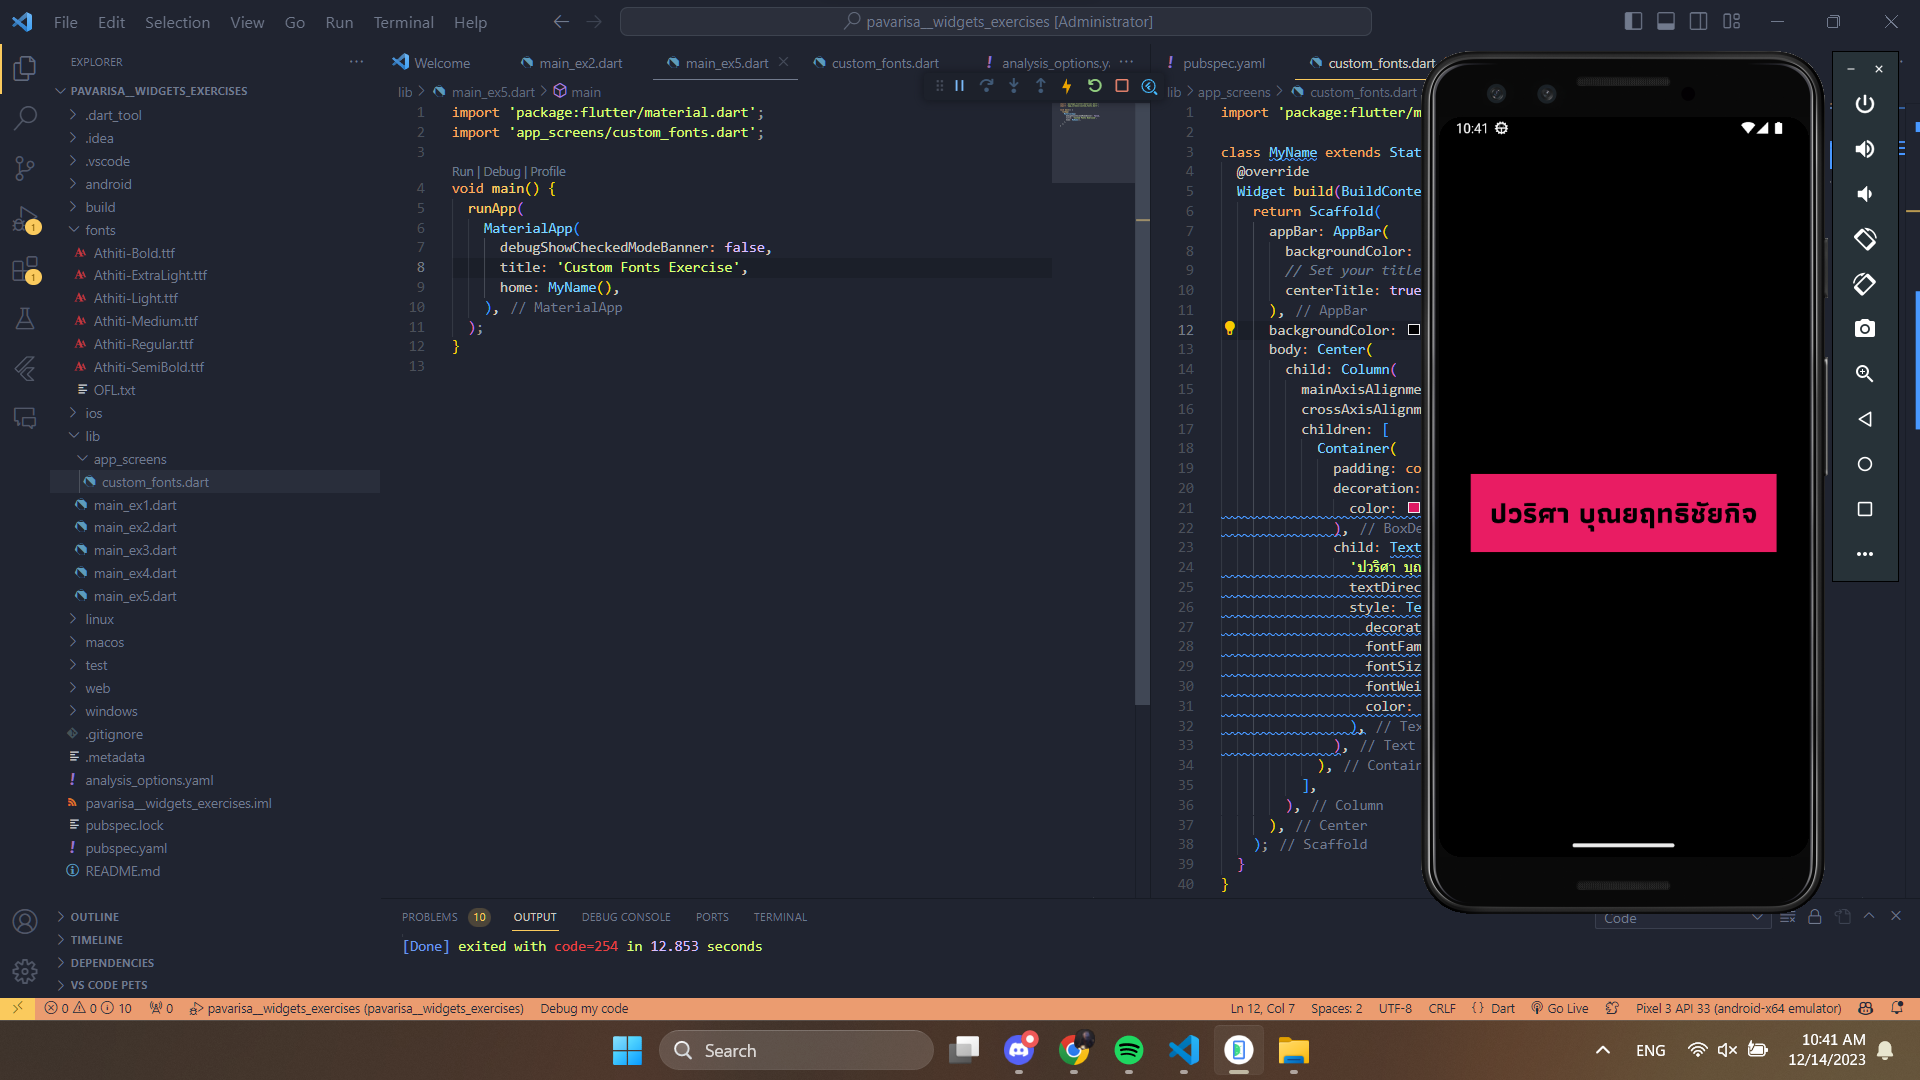 File Edit Selection View Go Run Terminal Help
pavarisa__widgets_exercises [Administrator]
EXPLORER
PAVARISA__WIDGETS_EXERCISES
.dart_tool
.idea
.vscode
android
build
fonts
Athiti-Bold.ttf
Athiti-ExtraLight.ttf
Athiti-Light.ttf
Athiti-Medium.ttf
Athiti-Regular.ttf
Athiti-SemiBold.ttf
OFL.txt
ios
lib
app_screens
custom_fonts.dart
main_ex1.dart
main_ex2.dart
main_ex3.dart
main_ex4.dart
main_ex5.dart
linux
macos
test
web
windows
.gitignore
.metadata
analysis_options.yaml
pavarisa__widgets_exercises.iml
pubspec.lock
pubspec.yaml
README.md
OUTLINE
TIMELINE
DEPENDENCIES
VS CODE PETS
1
1
Welcome main_ex2.dart main_ex5.dart custom_fonts.dart analysis_options.y
lib > main_ex5.dart > main
1 import 'package:flutter/material.dart';
2 import 'app_screens/custom_fonts.dart';
3
Run | Debug | Profile
4 void main() {
5 runApp(
6 MaterialApp(
7 debugShowCheckedModeBanner: false,
8 title: 'Custom Fonts Exercise',
9 home: MyName(),
10 ), // MaterialApp
11 );
12 }
13
pubspec.yaml custom_fonts.dart
lib > app_screens > custom_fonts.dart
1 import 'package:flutter/m
2
3 class MyName extends Stat
4 @override
5 Widget build(BuildConte
6 return Scaffold(
7 appBar: AppBar(
8 backgroundColor:
9 // Set your title
10 centerTitle: true
11 ), // AppBar
12 backgroundColor:
13 body: Center(
14 child: Column(
15 mainAxisAlignme
16 crossAxisAlignm
17 children: [
18 Container(
19 padding: co
20 decoration:
21 color:
22 ), // BoxDe
23 child: Text
24 'ปวริศา บุณ
25 textDirec
26 style: Te
27 decorat
28 fontFam
29 fontSiz
30 fontWei
31 color:
32 ), // Tex
33 ), // Text
34 ), // Contain
35 ],
36 ), // Column
37 ), // Center
38 ); // Scaffold
39 }
40 }
10:41
ปวริศา บุณยฤทธิชัยกิจ
PROBLEMS 10 OUTPUT DEBUG CONSOLE PORTS TERMINAL
Code
[Done] exited with code=254 in 12.853 seconds
0 0 10 0 pavarisa__widgets_exercises (pavarisa__widgets_exercises) Debug my code
Ln 12, Col 7 Spaces: 2 UTF-8 CRLF { } Dart Go Live Pixel 3 API 33 (android-x64 emulator)
Search
ENG
10:41 AM
12/14/2023